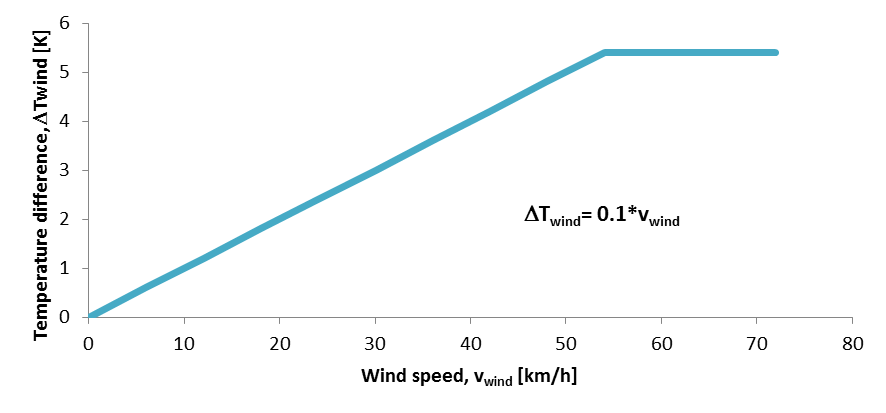 Temperature difference,ΔTwind [K]
6
5
4
3
2
1
0
ΔTwind= 0.1*vwind
0 10 20 30 40 50 60 70 80
Wind speed, vwind [km/h]